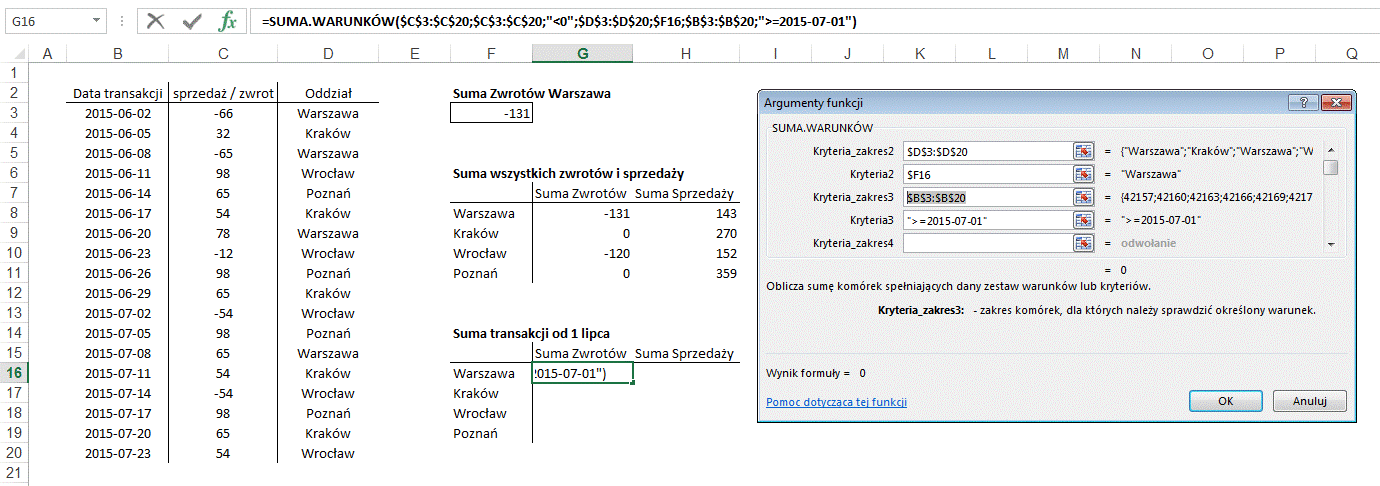 G16 fx =SUMA.WARUNKÓW($C$3:$C$20;$C$3:$C$20;"<0";$D$3:$D$20;$F16;$B$3:$B$20;">=2015-07-01")
A B C D E F G H I J K L M N O P Q
1
2 Data transakcji sprzedaż / zwrot Oddział Suma Zwrotów Warszawa
3 2015-06-02 -66 Warszawa -131
4 2015-06-05 32 Kraków
5 2015-06-08 -65 Warszawa
6 2015-06-11 98 Wrocław Suma wszystkich zwrotów i sprzedaży
7 2015-06-14 65 Poznań Suma Zwrotów Suma Sprzedaży
8 2015-06-17 54 Kraków Warszawa -131 143
9 2015-06-20 78 Warszawa Kraków 0 270
10 2015-06-23 -12 Wrocław Wrocław -120 152
11 2015-06-26 98 Poznań Poznań 0 359
12 2015-06-29 65 Kraków
13 2015-07-02 -54 Wrocław
14 2015-07-05 98 Poznań Suma transakcji od 1 lipca
15 2015-07-08 65 Warszawa Suma Zwrotów Suma Sprzedaży
16 2015-07-11 54 Kraków Warszawa 2015-07-01")
17 2015-07-14 -54 Wrocław Kraków
18 2015-07-17 98 Poznań Wrocław
19 2015-07-20 65 Kraków Poznań
20 2015-07-23 54 Wrocław
21
Argumenty funkcji
SUMA.WARUNKÓW
Kryteria_zakres2 $D$3:$D$20 = {"Warszawa";"Kraków";"Warszawa";"W
Kryteria2 $F16 = "Warszawa"
Kryteria_zakres3 $B$3:$B$20 = {42157;42160;42163;42166;42169;4217
Kryteria3 ">=2015-07-01" = ">=2015-07-01"
Kryteria_zakres4 = odwołanie
= 0
Oblicza sumę komórek spełniających dany zestaw warunków lub kryteriów.
Kryteria_zakres3: - zakres komórek, dla których należy sprawdzić określony warunek.
Wynik formuły = 0
Pomoc dotycząca tej funkcji OK Anuluj